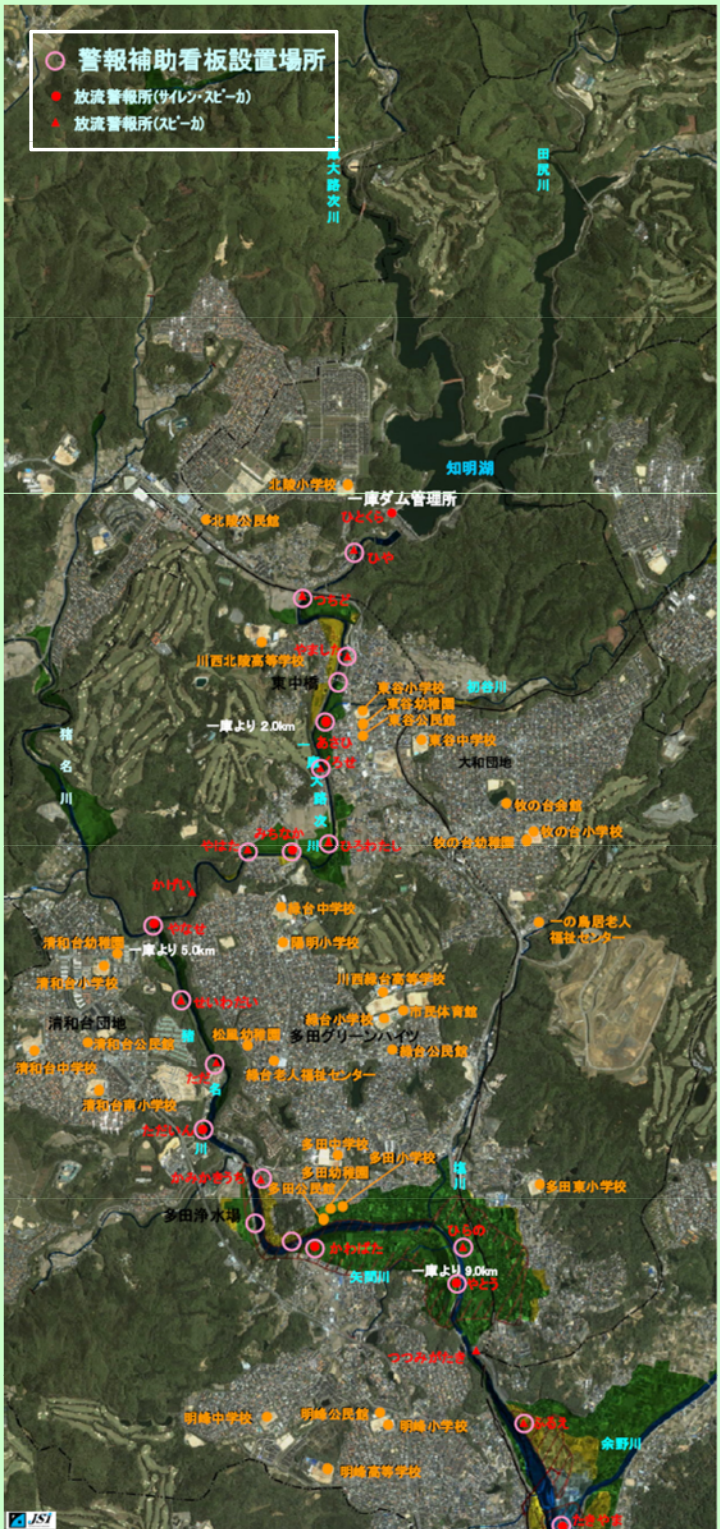 警報補助看板設置場所
放流警報所(サイレン・スピーカ)
放流警報所(スピーカ)
一庫大路次川
田尻川
知明湖
北陵小学校
一庫ダム管理所
ひとくら
北陵公民館
ひや
つちど
川西北陵高等学校
やました
東中橋
初谷川
東谷小学校
東谷幼稚園
東谷公民館
一庫より 2.0km
あさひ
東谷中学校
猪名川
大和団地
一庫大路次川
牧の台会館
牧の台小学校
牧の台幼稚園
みちなか
やはた
ひろわたし
かげい
緑台中学校
やなせ
一の鳥居老人
福祉センター
陽明小学校
清和台幼稚園
一庫より 5.0km
清和台小学校
川西緑台高等学校
せいわだい
市民体育館
緑台小学校
清和台団地
猪名川
松風幼稚園
多田グリーンハイツ
清和台公民館
緑台公民館
清和台中学校
ただ
緑台老人福祉センター
清和台南小学校
ただいん
多田中学校
多田小学校
多田幼稚園
塩川
かみかきうち
多田公民館
多田東小学校
多田浄水場
ひらの
かわばた
一庫より 9.0km
矢間川
やとう
つつみがたき
明峰中学校
明峰公民館
明峰小学校
ふるえ
余野川
明峰高等学校
たきやま
JSI